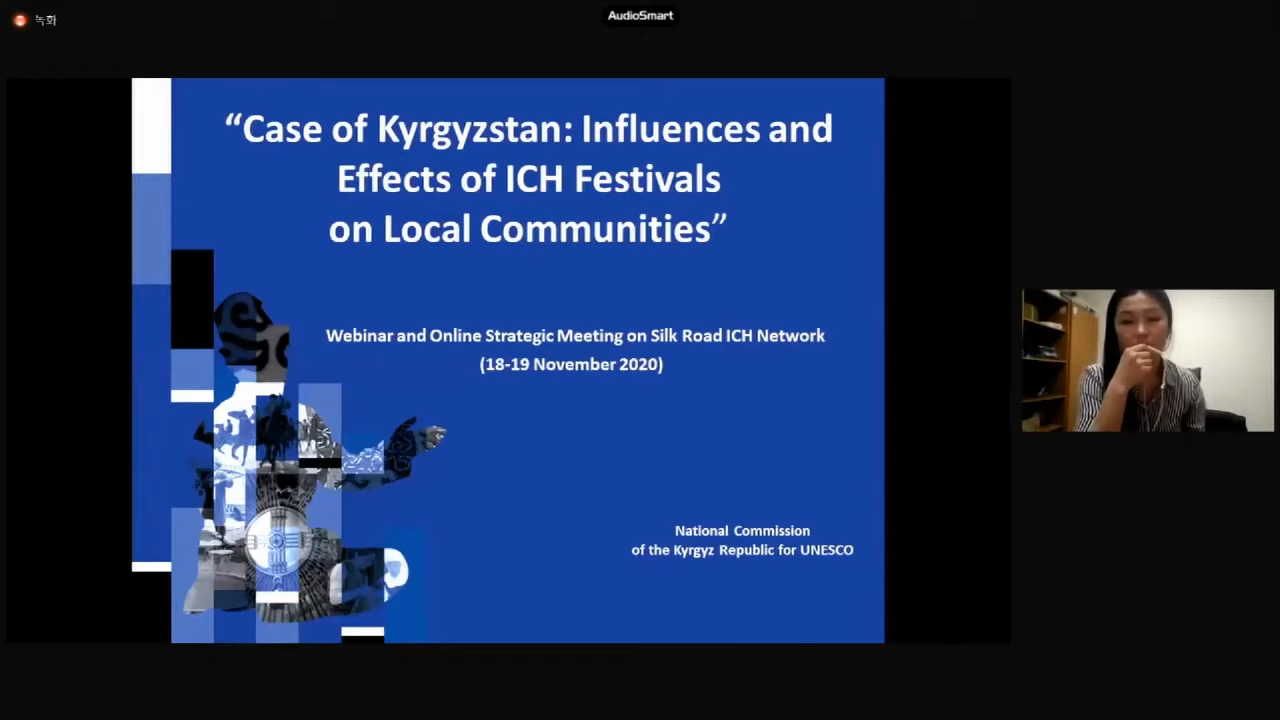 녹화
AudioSmart
“Case of Kyrgyzstan: Influences and
Effects of ICH Festivals
on Local Communities”
Webinar and Online Strategic Meeting on Silk Road ICH Network
(18-19 November 2020)
National Commission
of the Kyrgyz Republic for UNESCO